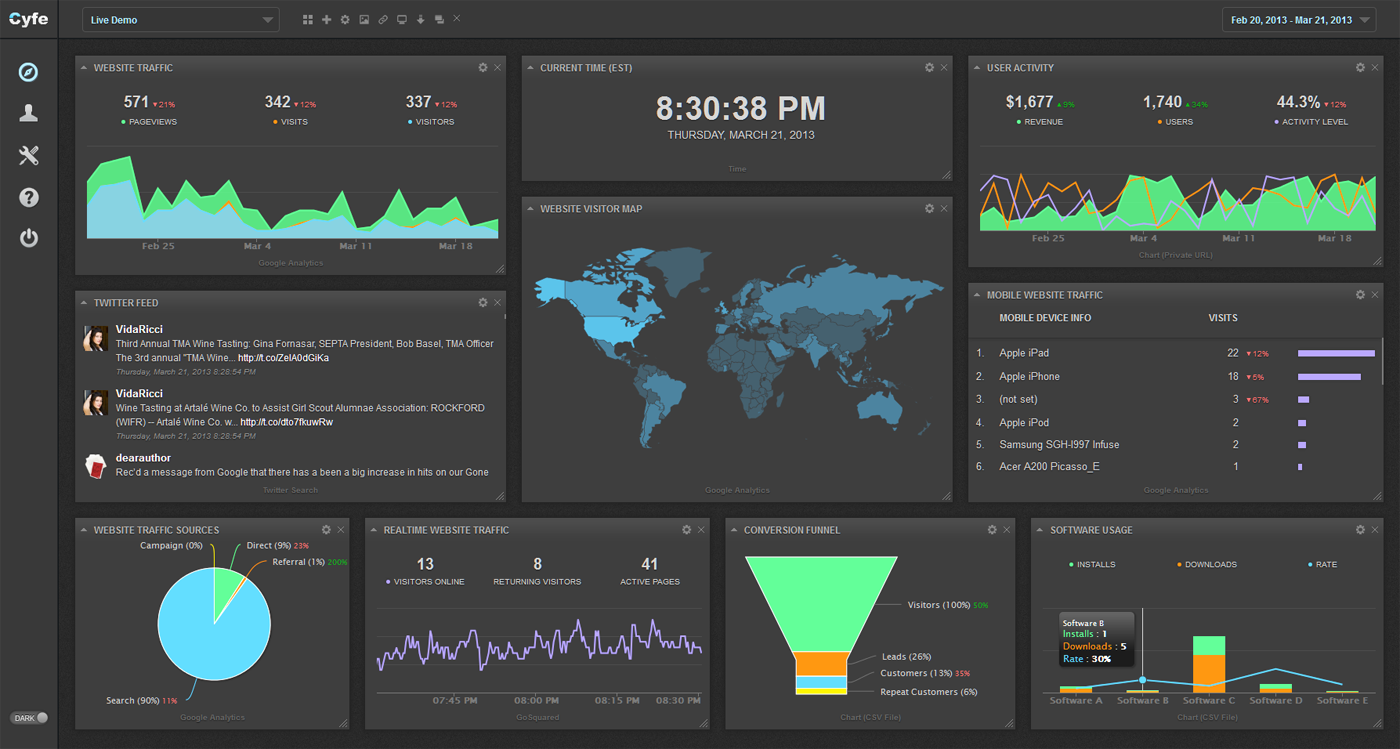 Cyfe
Live Demo
Feb 20, 2013 - Mar 21, 2013
DARK
WEBSITE TRAFFIC
571 ▼21% 342 ▼12% 337 ▼12%
PAGEVIEWS VISITS VISITORS
Feb 25 Mar 4 Mar 11 Mar 18
Google Analytics
CURRENT TIME (EST)
8:30:38 PM
THURSDAY, MARCH 21, 2013
Time
USER ACTIVITY
$1,677 ▲9% 1,740 ▲34% 44.3% ▼12%
REVENUE USERS ACTIVITY LEVEL
Feb 25 Mar 4 Mar 11 Mar 18
Chart (Private URL)
TWITTER FEED
VidaRicci
Third Annual TMA Wine Tasting: Gina Fornasar, SEPTA President, Bob Basel, TMA Officer
The 3rd annual "TMA Wine... http://t.co/ZeIA0dGiKa
Thursday, March 21, 2013 8:28:54 PM
VidaRicci
Wine Tasting at Artalé Wine Co. to Assist Girl Scout Alumnae Association: ROCKFORD
(WIFR) -- Artalé Wine Co. w... http://t.co/dto7fkuwRw
Thursday, March 21, 2013 8:28:54 PM
dearauthor
Rec'd a message from Google that there has a been a big increase in hits on our Gone
Twitter Search
WEBSITE VISITOR MAP
Google Analytics
MOBILE WEBSITE TRAFFIC
MOBILE DEVICE INFO VISITS
1. Apple iPad 22 ▼12%
2. Apple iPhone 18 ▼5%
3. (not set) 3 ▼67%
4. Apple iPod 2
5. Samsung SGH-I997 Infuse 2
6. Acer A200 Picasso_E 1
Google Analytics
WEBSITE TRAFFIC SOURCES
Campaign (0%) Direct (9%) 23%
Referral (1%) 200%
Search (90%) 11%
Google Analytics
REALTIME WEBSITE TRAFFIC
13 8 41
VISITORS ONLINE RETURNING VISITORS ACTIVE PAGES
07:45 PM 08:00 PM 08:15 PM 08:30 PM
GoSquared
CONVERSION FUNNEL
Visitors (100%) 50%
Leads (26%)
Customers (13%) 35%
Repeat Customers (6%)
Chart (CSV File)
SOFTWARE USAGE
INSTALLS DOWNLOADS RATE
Software B
Installs : 1
Downloads : 5
Rate : 30%
Software A Software B Software C Software D Software E
Chart (CSV File)